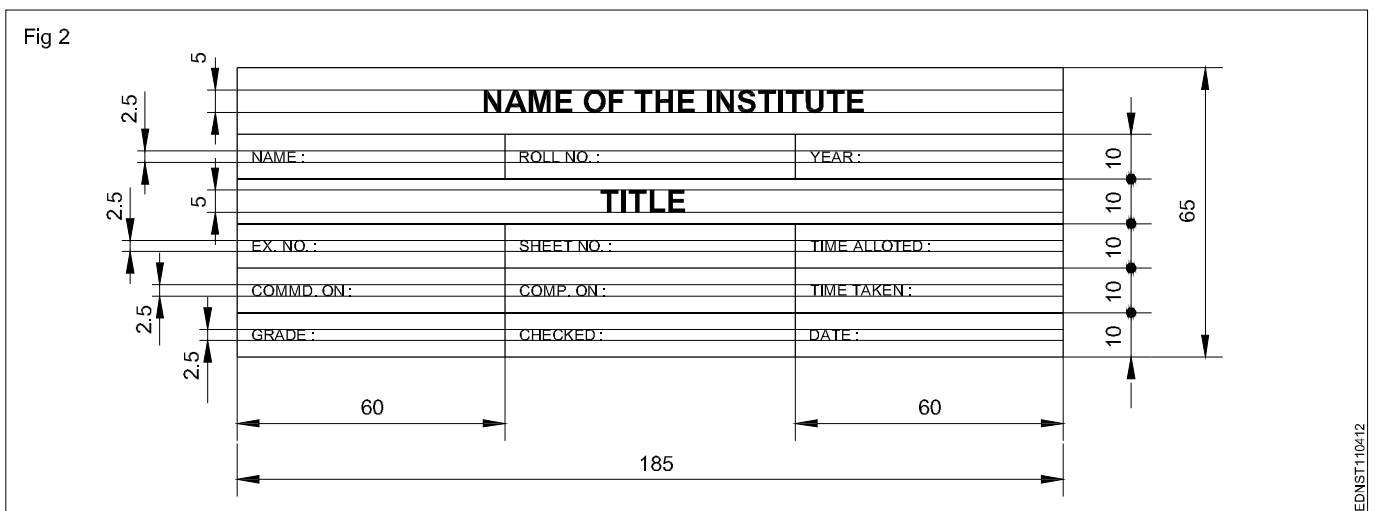 Fig 2
5
NAME OF THE INSTITUTE
2.5
NAME : ROLL NO. : YEAR : 10
2.5 5 TITLE 10 65
EX. NO. : SHEET NO. : TIME ALLOTED : 10
COMMD. ON : COMP. ON : TIME TAKEN : 10
2.5
GRADE : CHECKED : DATE : 10
2.5
60 60
185
EDNST110412